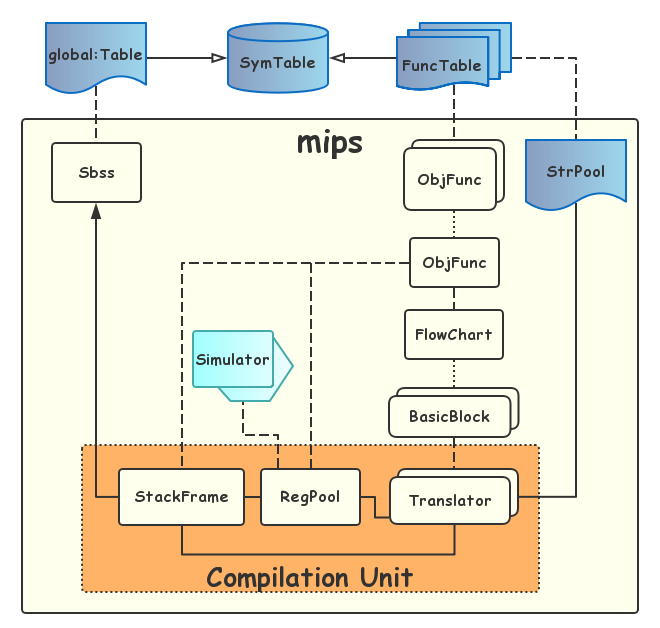 global:Table
SymTable
FuncTable
mips
Sbss
ObjFunc
StrPool
ObjFunc
FlowChart
Simulator
BasicBlock
StackFrame
RegPool
Translator
Compilation Unit